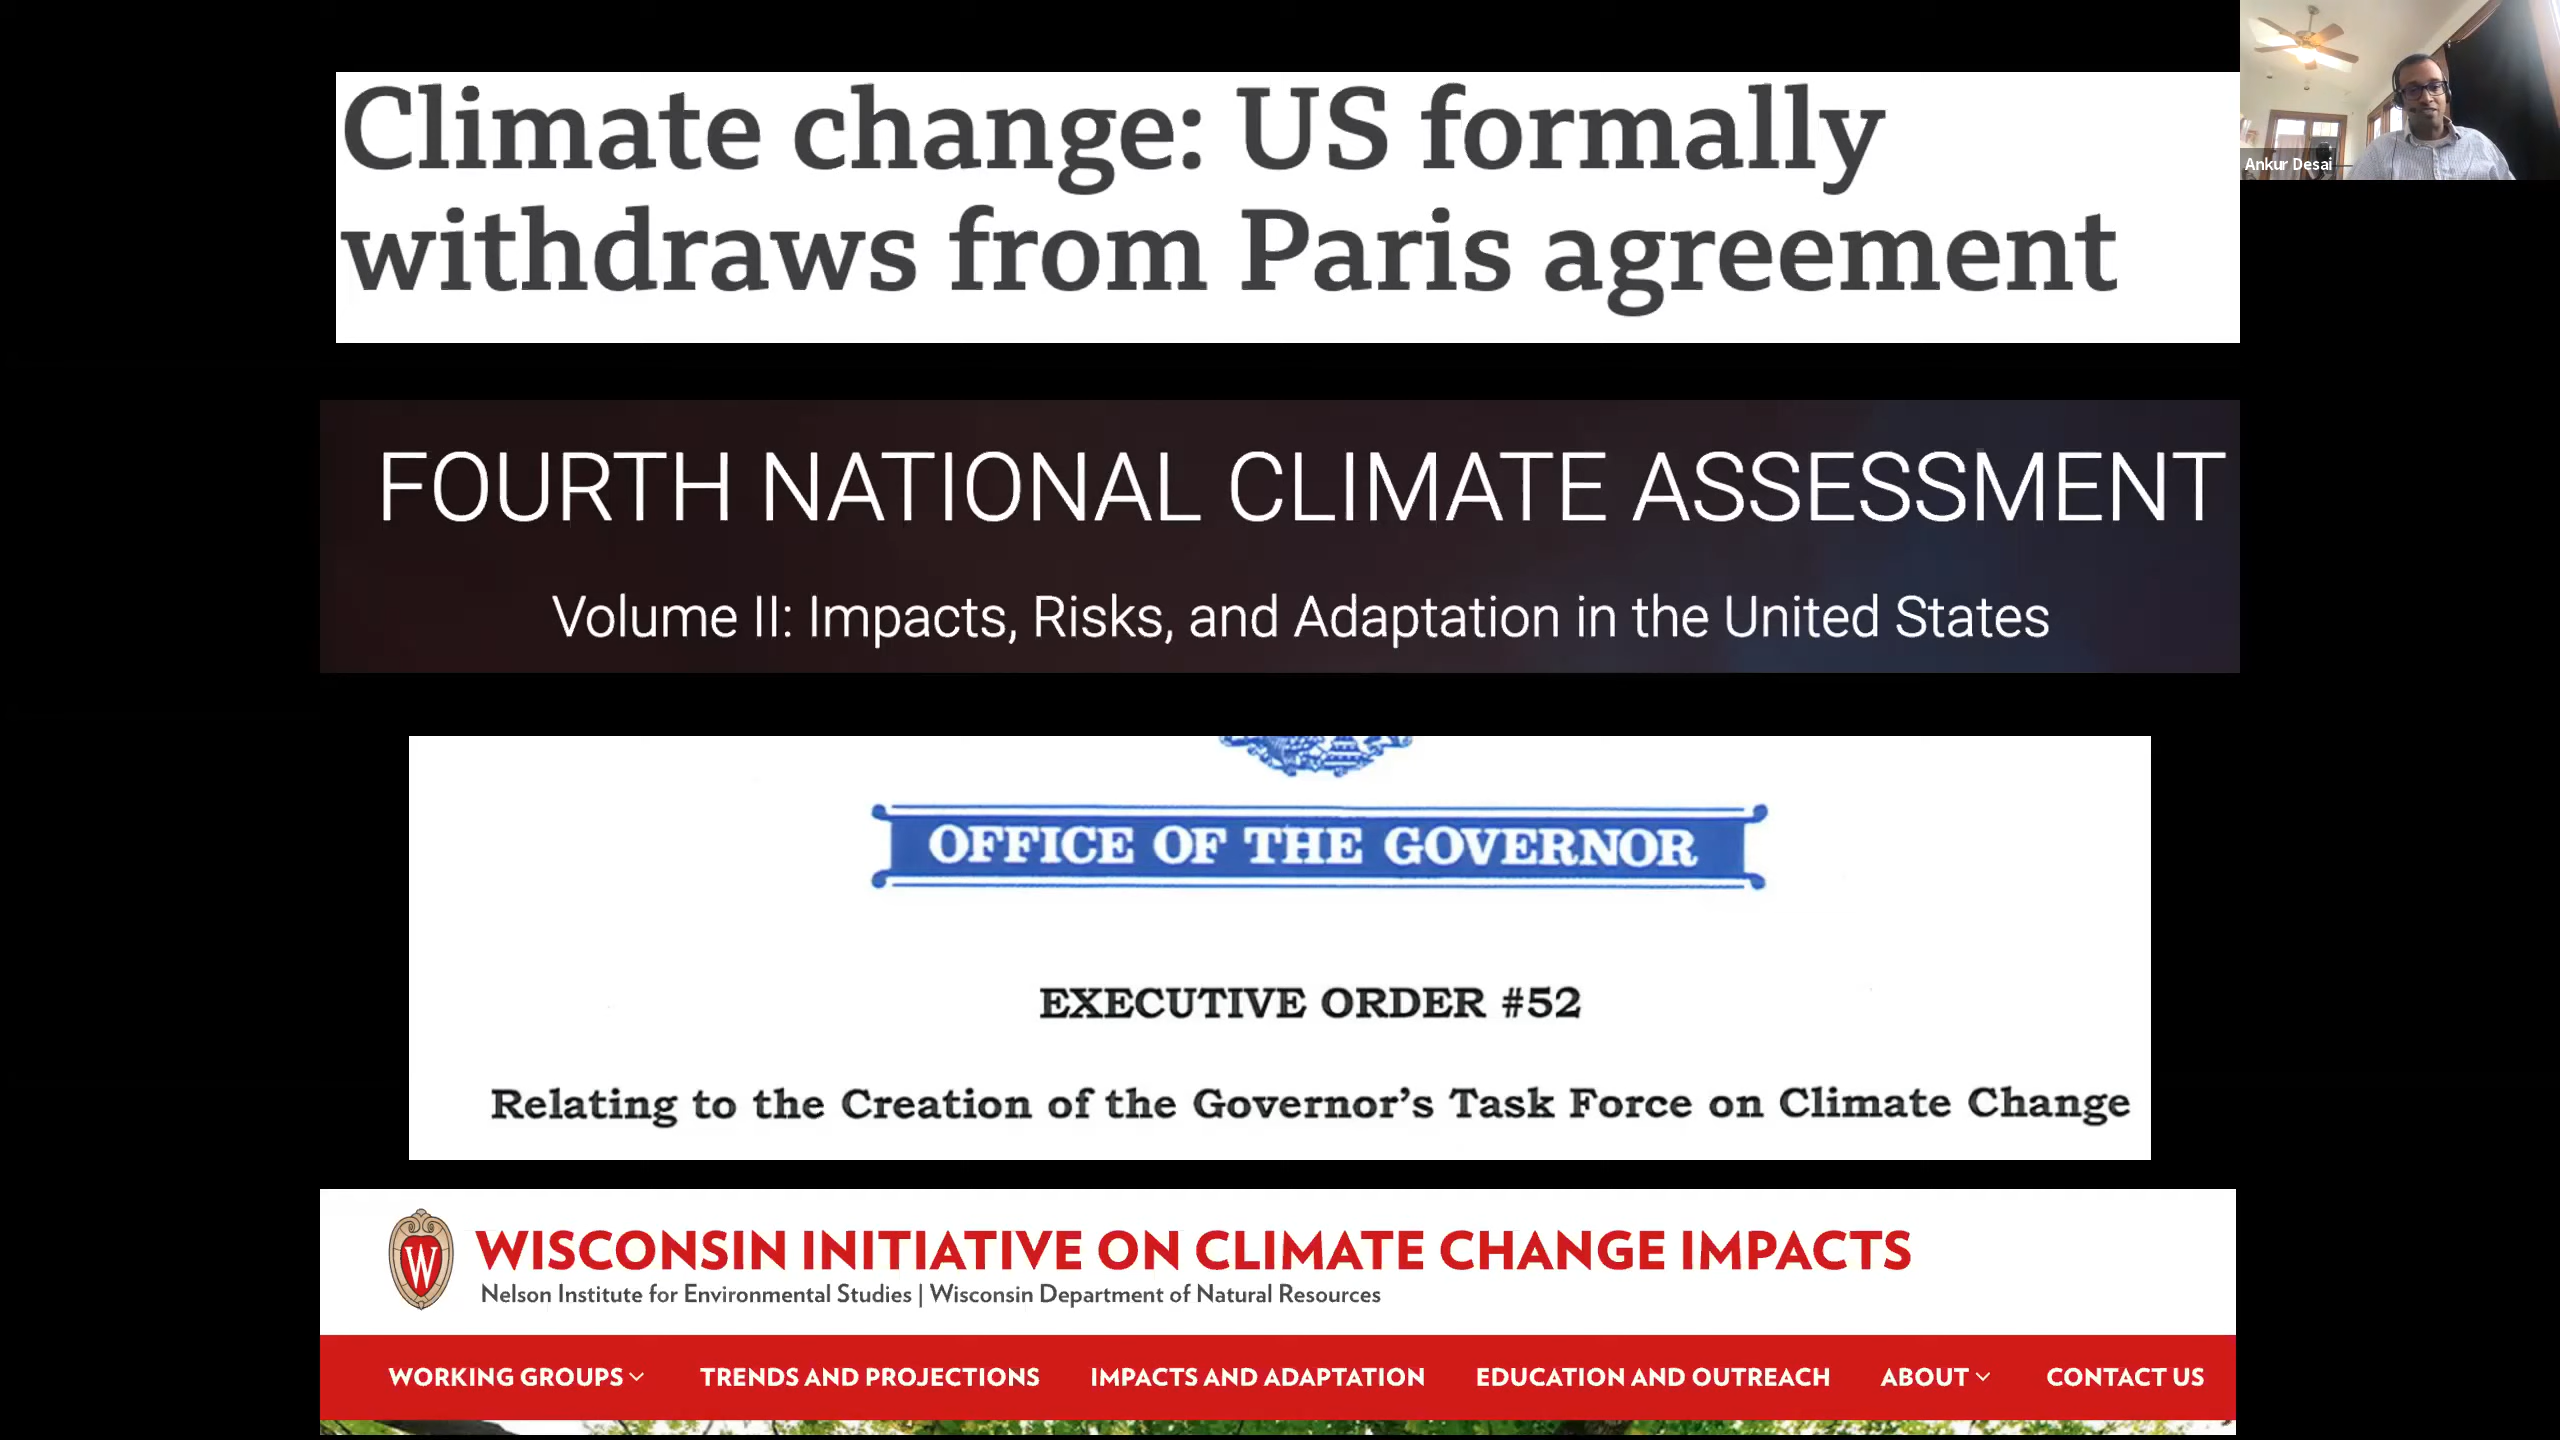 Climate change: US formally
withdraws from Paris agreement
Ankur Desai
FOURTH NATIONAL CLIMATE ASSESSMENT
Volume II: Impacts, Risks, and Adaptation in the United States
OFFICE OF THE GOVERNOR
EXECUTIVE ORDER #52
Relating to the Creation of the Governor's Task Force on Climate Change
W
WISCONSIN INITIATIVE ON CLIMATE CHANGE IMPACTS
Nelson Institute for Environmental Studies | Wisconsin Department of Natural Resources
WORKING GROUPS TRENDS AND PROJECTIONS IMPACTS AND ADAPTATION EDUCATION AND OUTREACH ABOUT CONTACT US